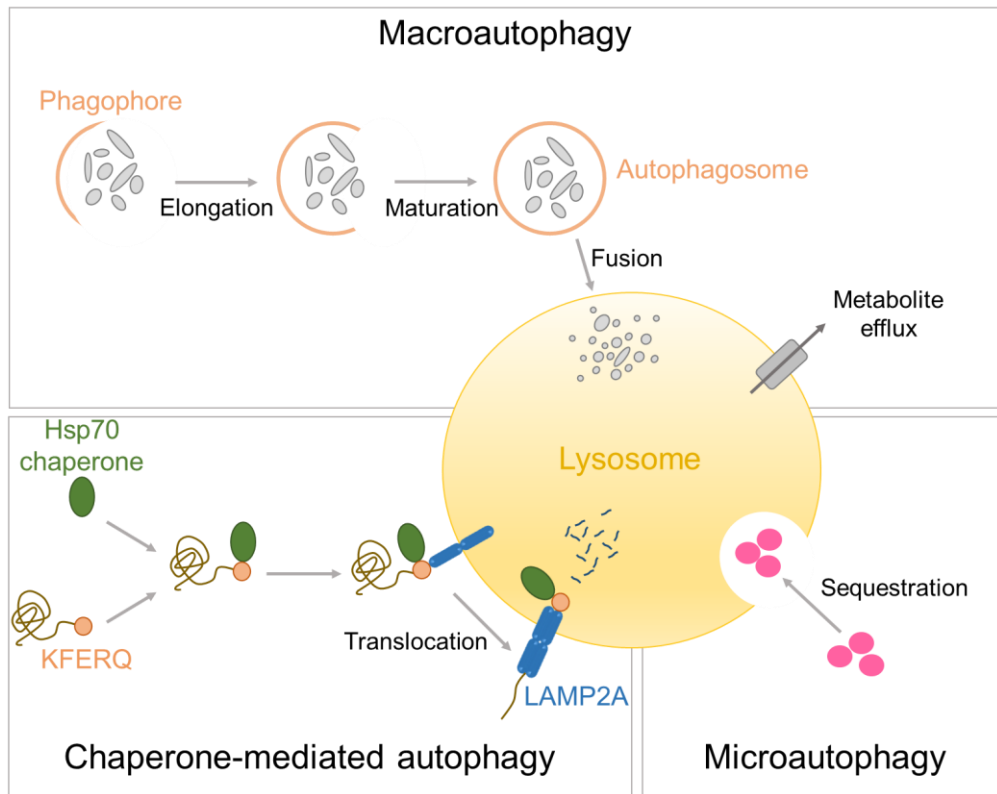 Macroautophagy
Phagophore
Elongation
Maturation
Autophagosome
Fusion
Metabolite
efflux
Lysosome
Hsp70
chaperone
KFERQ
Translocation
LAMP2A
Sequestration
Chaperone-mediated autophagy
Microautophagy